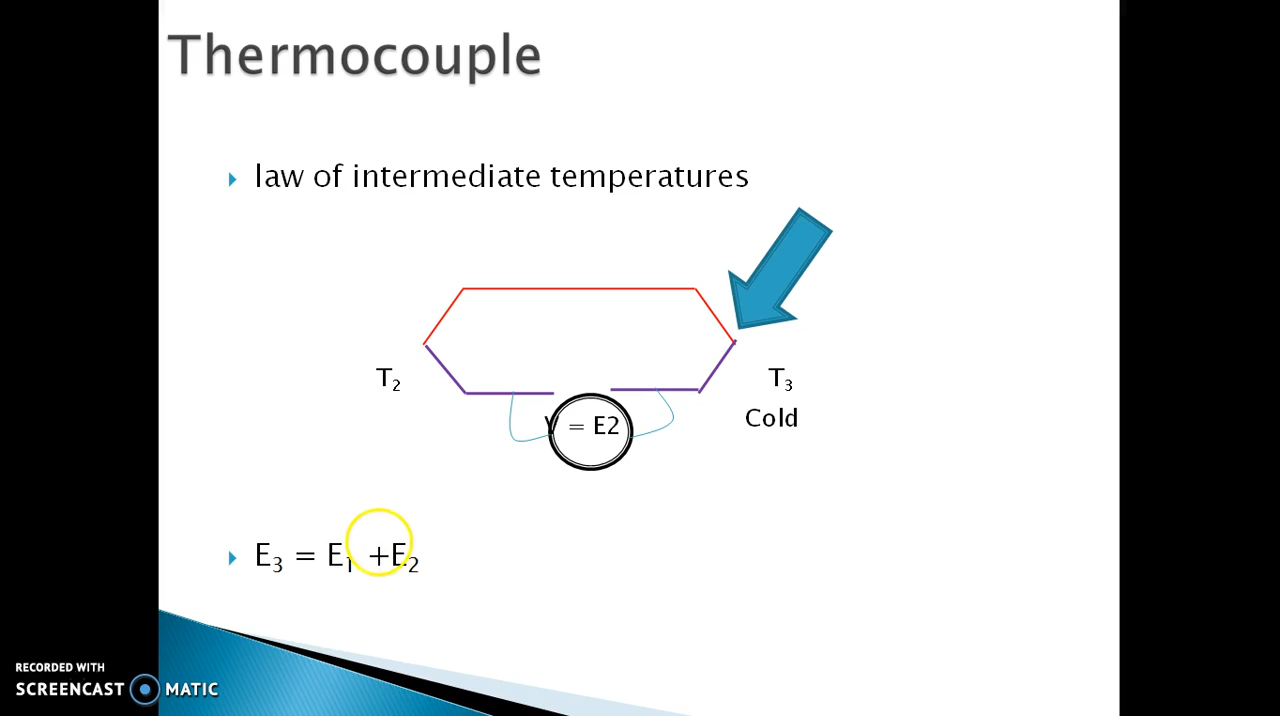 Thermocouple
law of intermediate temperatures
T₂
T₃
Cold
V = E2
E₃ = E₁ +E₂
RECORDED WITH
SCREENCAST MATIC